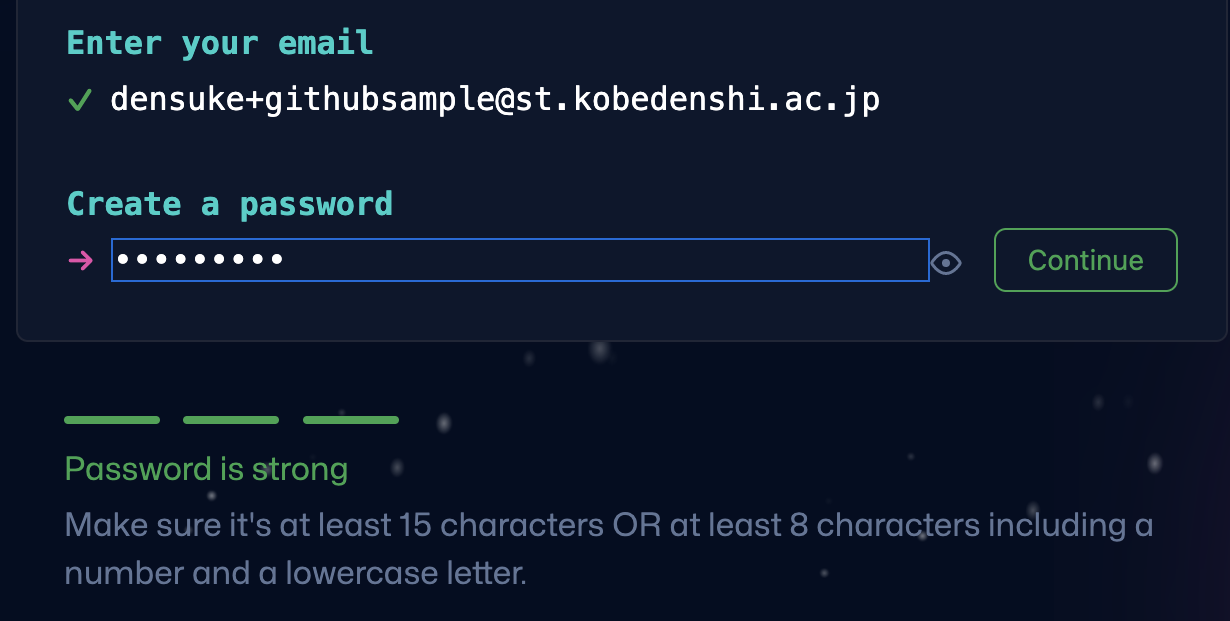 Enter your email
densuke+githubsample@st.kobedenshi.ac.jp
Create a password
•••••••••
Continue
Password is strong
Make sure it's at least 15 characters OR at least 8 characters including a
number and a lowercase letter.